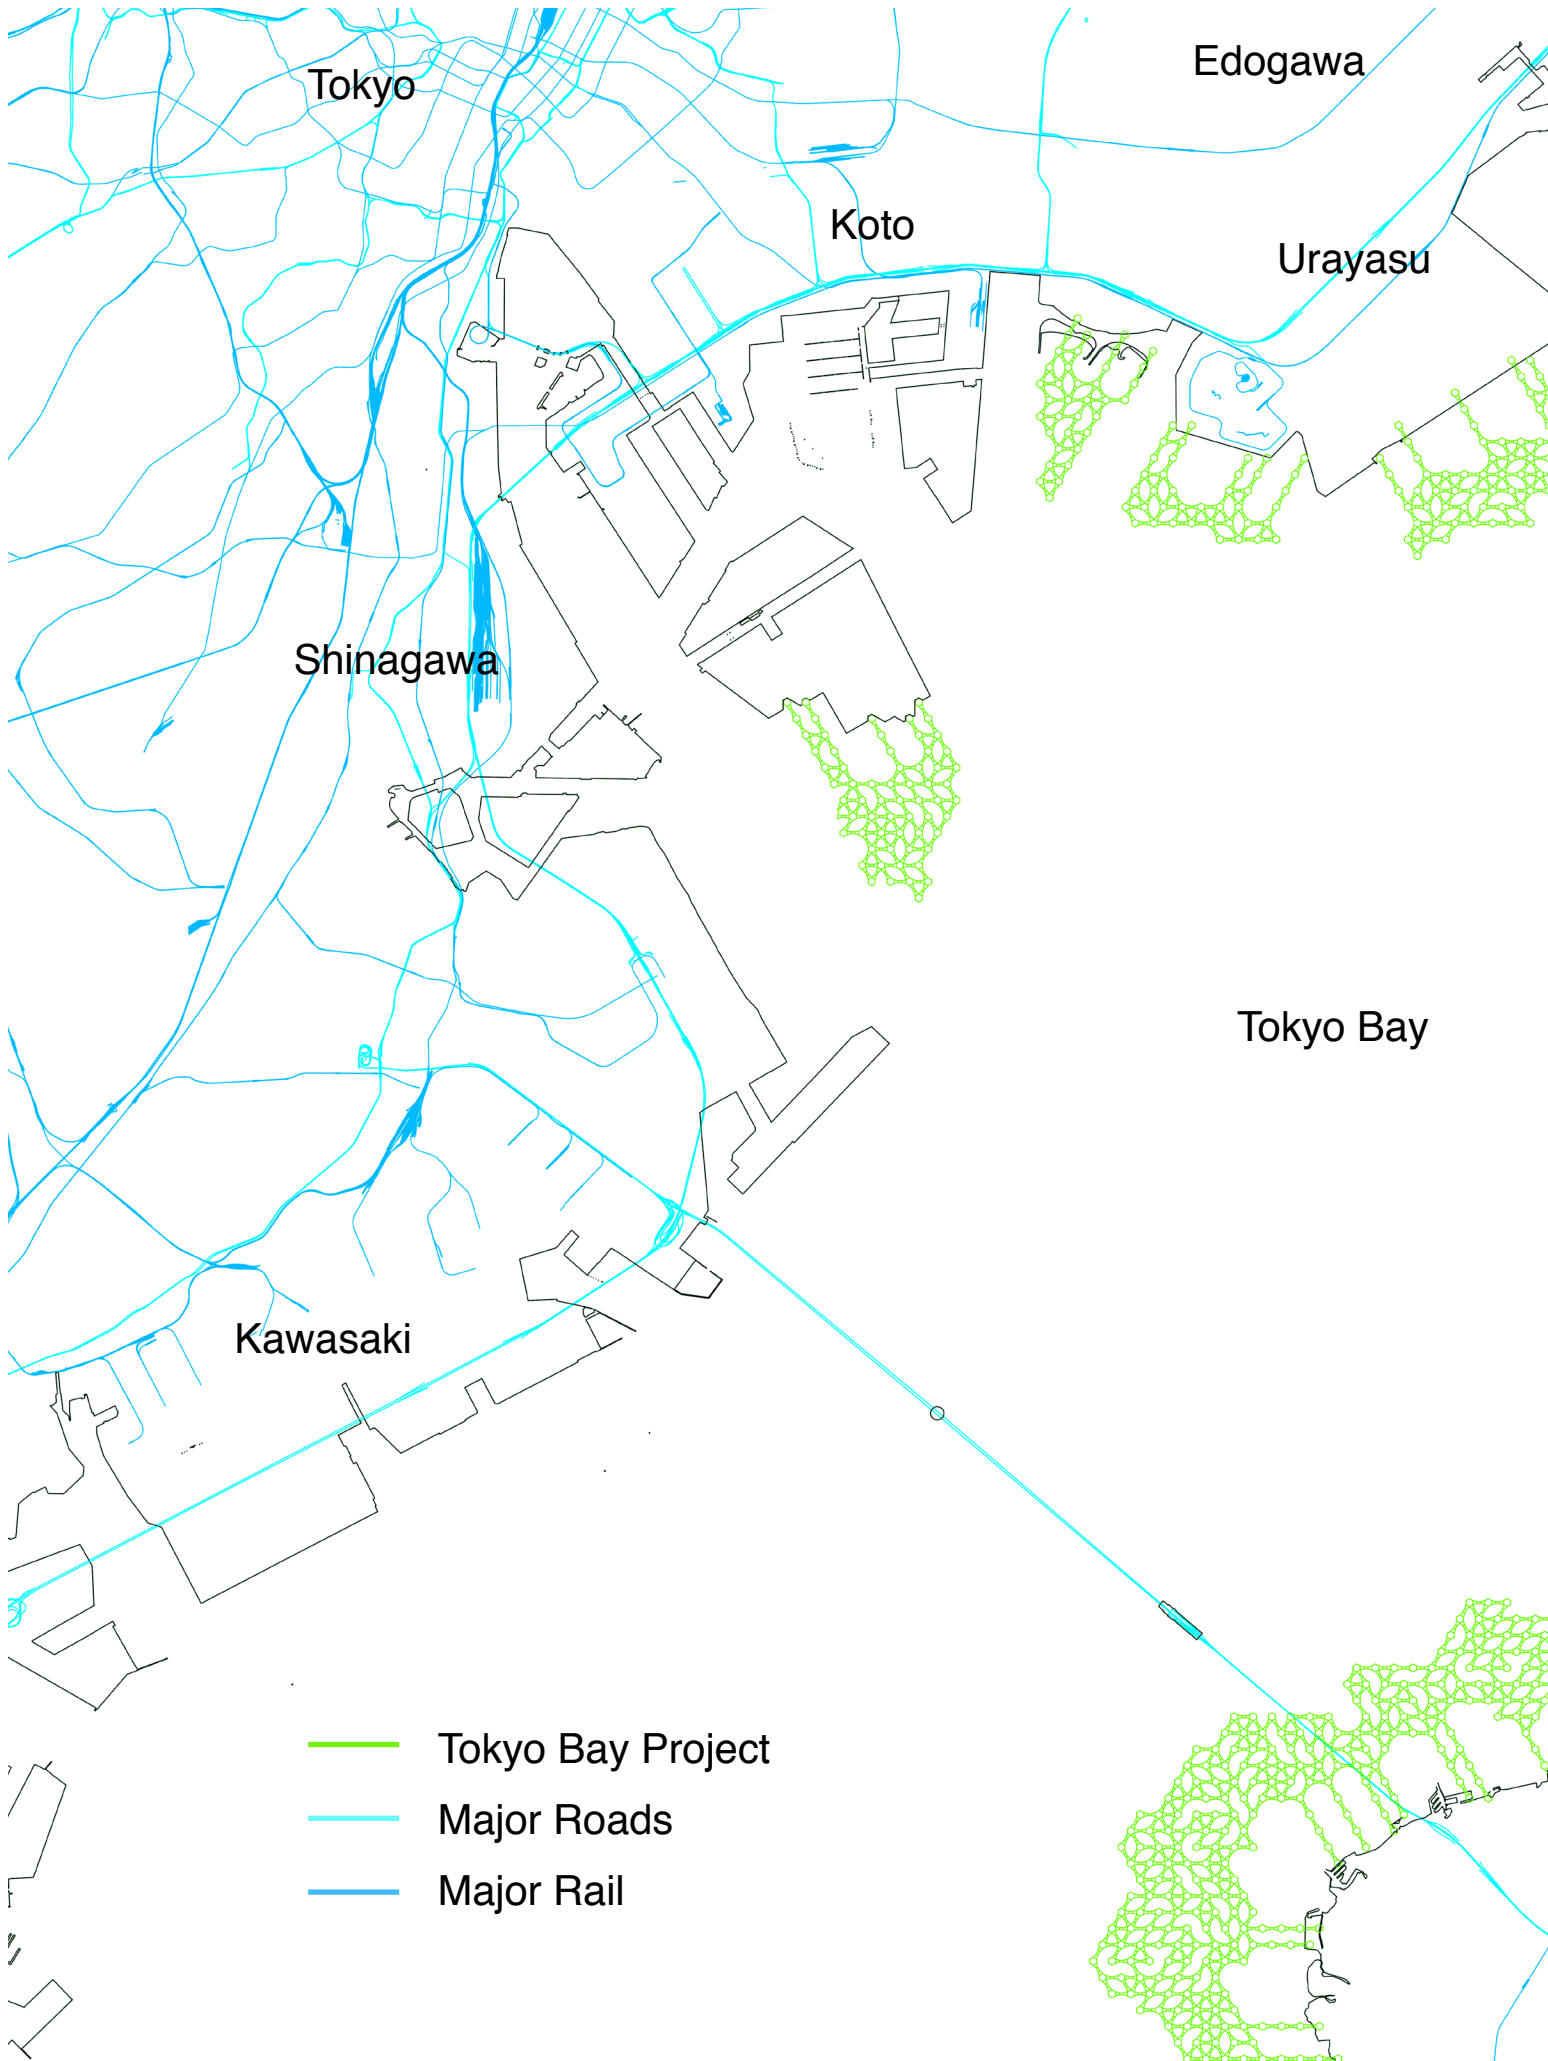 Edogawa
Tokyo
Koto
Urayasu
Shinagawa
Tokyo Bay
Kawasaki
Tokyo Bay Project
Major Roads
Major Rail